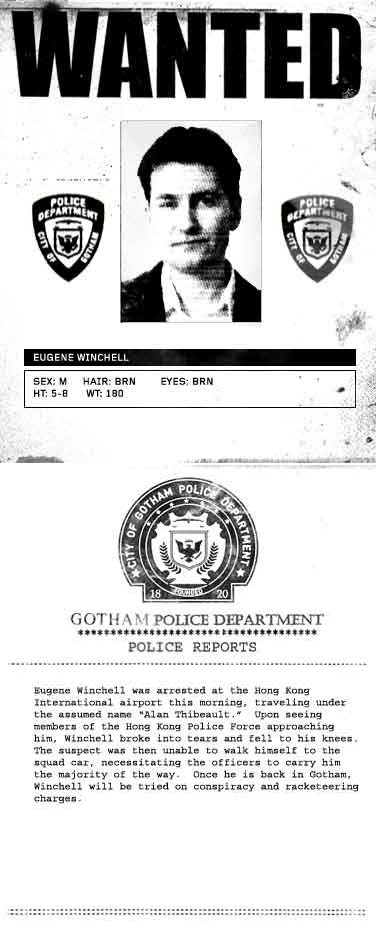 WANTED
POLICE DEPARTMENT
CITY OF GOTHAM
POLICE DEPARTMENT
CITY OF GOTHAM
EUGENE WINCHELL
SEX: M HAIR: BRN EYES: BRN
HT: 5-8 WT: 180
CITY OF GOTHAM POLICE DEPARTMENT
18 FOUNDED 20
GOTHAM POLICE DEPARTMENT
************************************
POLICE REPORTS
Eugene Winchell was arrested at the Hong Kong
International airport this morning, traveling under
the assumed name "Alan Thibeault." Upon seeing
members of the Hong Kong Police Force approaching
him, Winchell broke into tears and fell to his knees.
The suspect was then unable to walk himself to the
squad car, necessitating the officers to carry him
the majority of the way. Once he is back in Gotham,
Winchell will be tried on conspiracy and racketeering
charges.